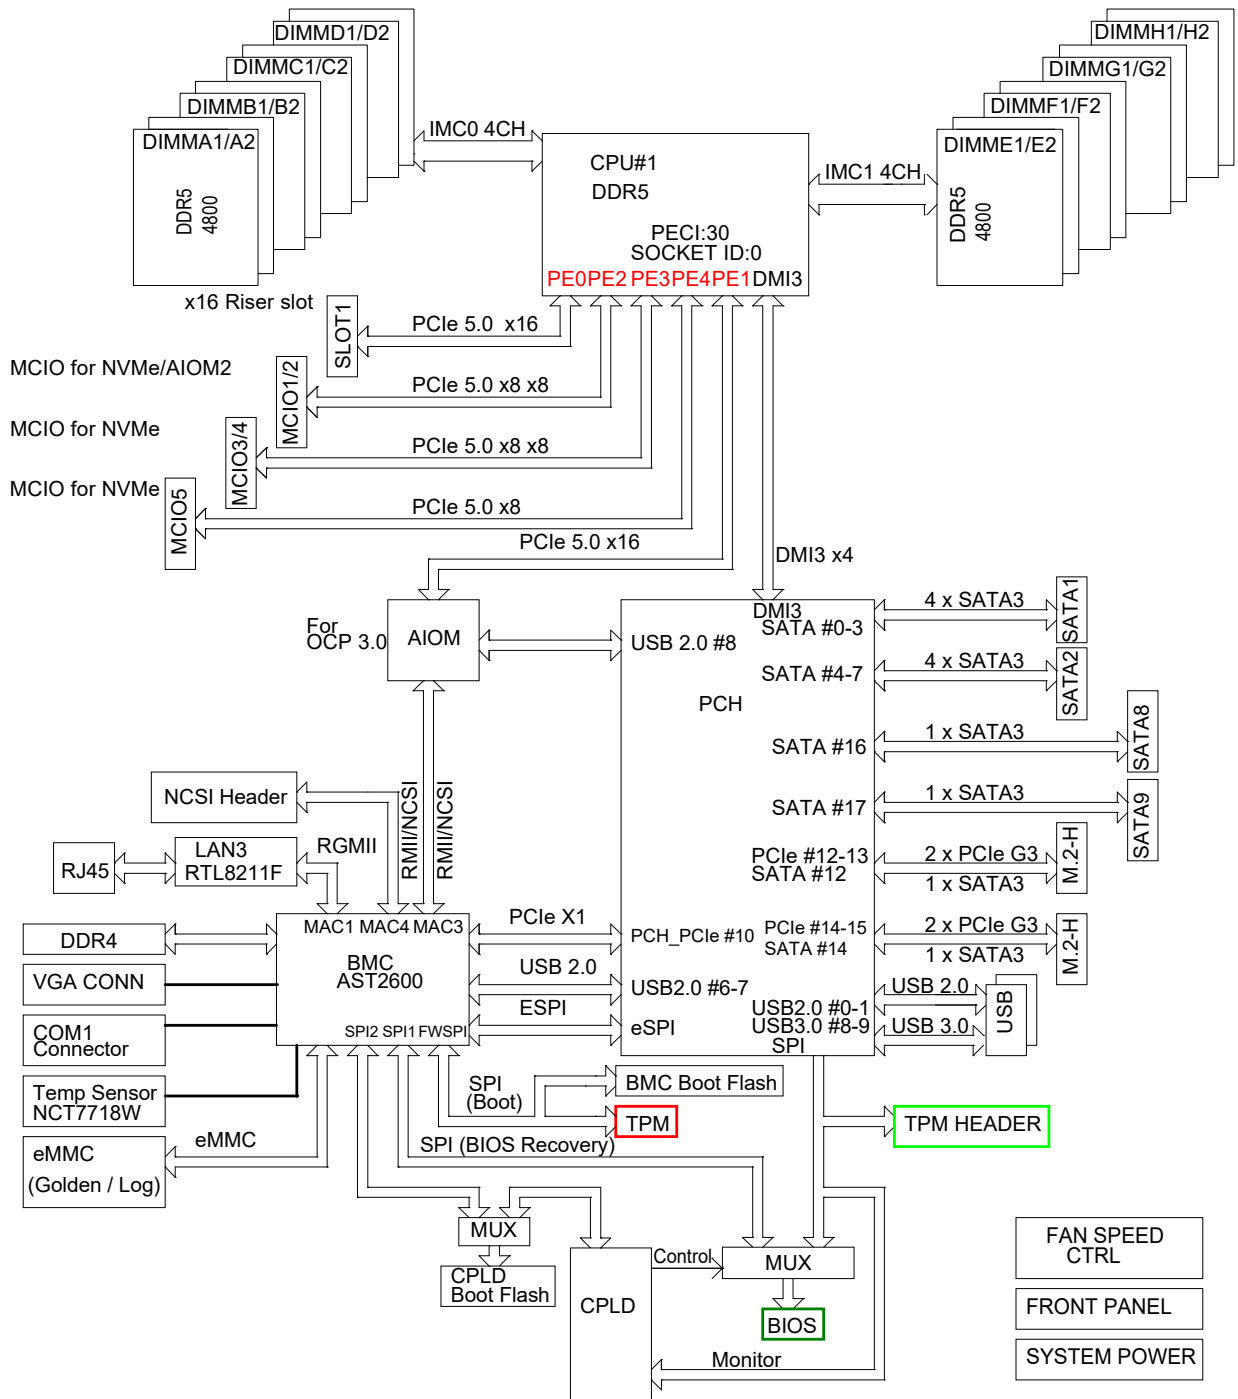 DIMMD1/D2
DIMMC1/C2
DIMMB1/B2
DIMMA1/A2
DDR5
4800
IMC0 4CH
CPU#1
DDR5
PECI:30
SOCKET ID:0
PE0 PE2 PE3 PE4 PE1 DMI3
IMC1 4CH
DIMMH1/H2
DIMMG1/G2
DIMMF1/F2
DIMME1/E2
DDR5
4800
x16 Riser slot
SLOT1
PCIe 5.0 x16
MCIO for NVMe/AIOM2
MCIO1/2
PCIe 5.0 x8 x8
MCIO for NVMe
MCIO3/4
PCIe 5.0 x8 x8
MCIO for NVMe
MCIO5
PCIe 5.0 x8
PCIe 5.0 x16
DMI3 x4
For
OCP 3.0
AIOM
USB 2.0 #8
DMI3
SATA #0-3
4 x SATA3
SATA1
SATA #4-7
4 x SATA3
SATA2
PCH
SATA #16
1 x SATA3
SATA8
SATA #17
1 x SATA3
SATA9
NCSI Header
RMII/NCSI
RMII/NCSI
RGMII
RJ45
LAN3
RTL8211F
PCIe #12-13
SATA #12
2 x PCIe G3
1 x SATA3
M.2-H
MAC1 MAC4 MAC3
BMC
AST2600
SPI2 SPI1 FWSPI
DDR4
VGA CONN
COM1
Connector
Temp Sensor
NCT7718W
eMMC
(Golden / Log)
eMMC
PCIe X1
PCH_PCIe #10
USB 2.0
USB2.0 #6-7
ESPI
eSPI
PCIe #14-15
SATA #14
2 x PCIe G3
1 x SATA3
M.2-H
USB2.0 #0-1
USB3.0 #8-9
SPI
USB 2.0
USB 3.0
USB
SPI
(Boot)
BMC Boot Flash
TPM
TPM HEADER
SPI (BIOS Recovery)
MUX
CPLD
Boot Flash
CPLD
Control
MUX
BIOS
Monitor
FAN SPEED
CTRL
FRONT PANEL
SYSTEM POWER